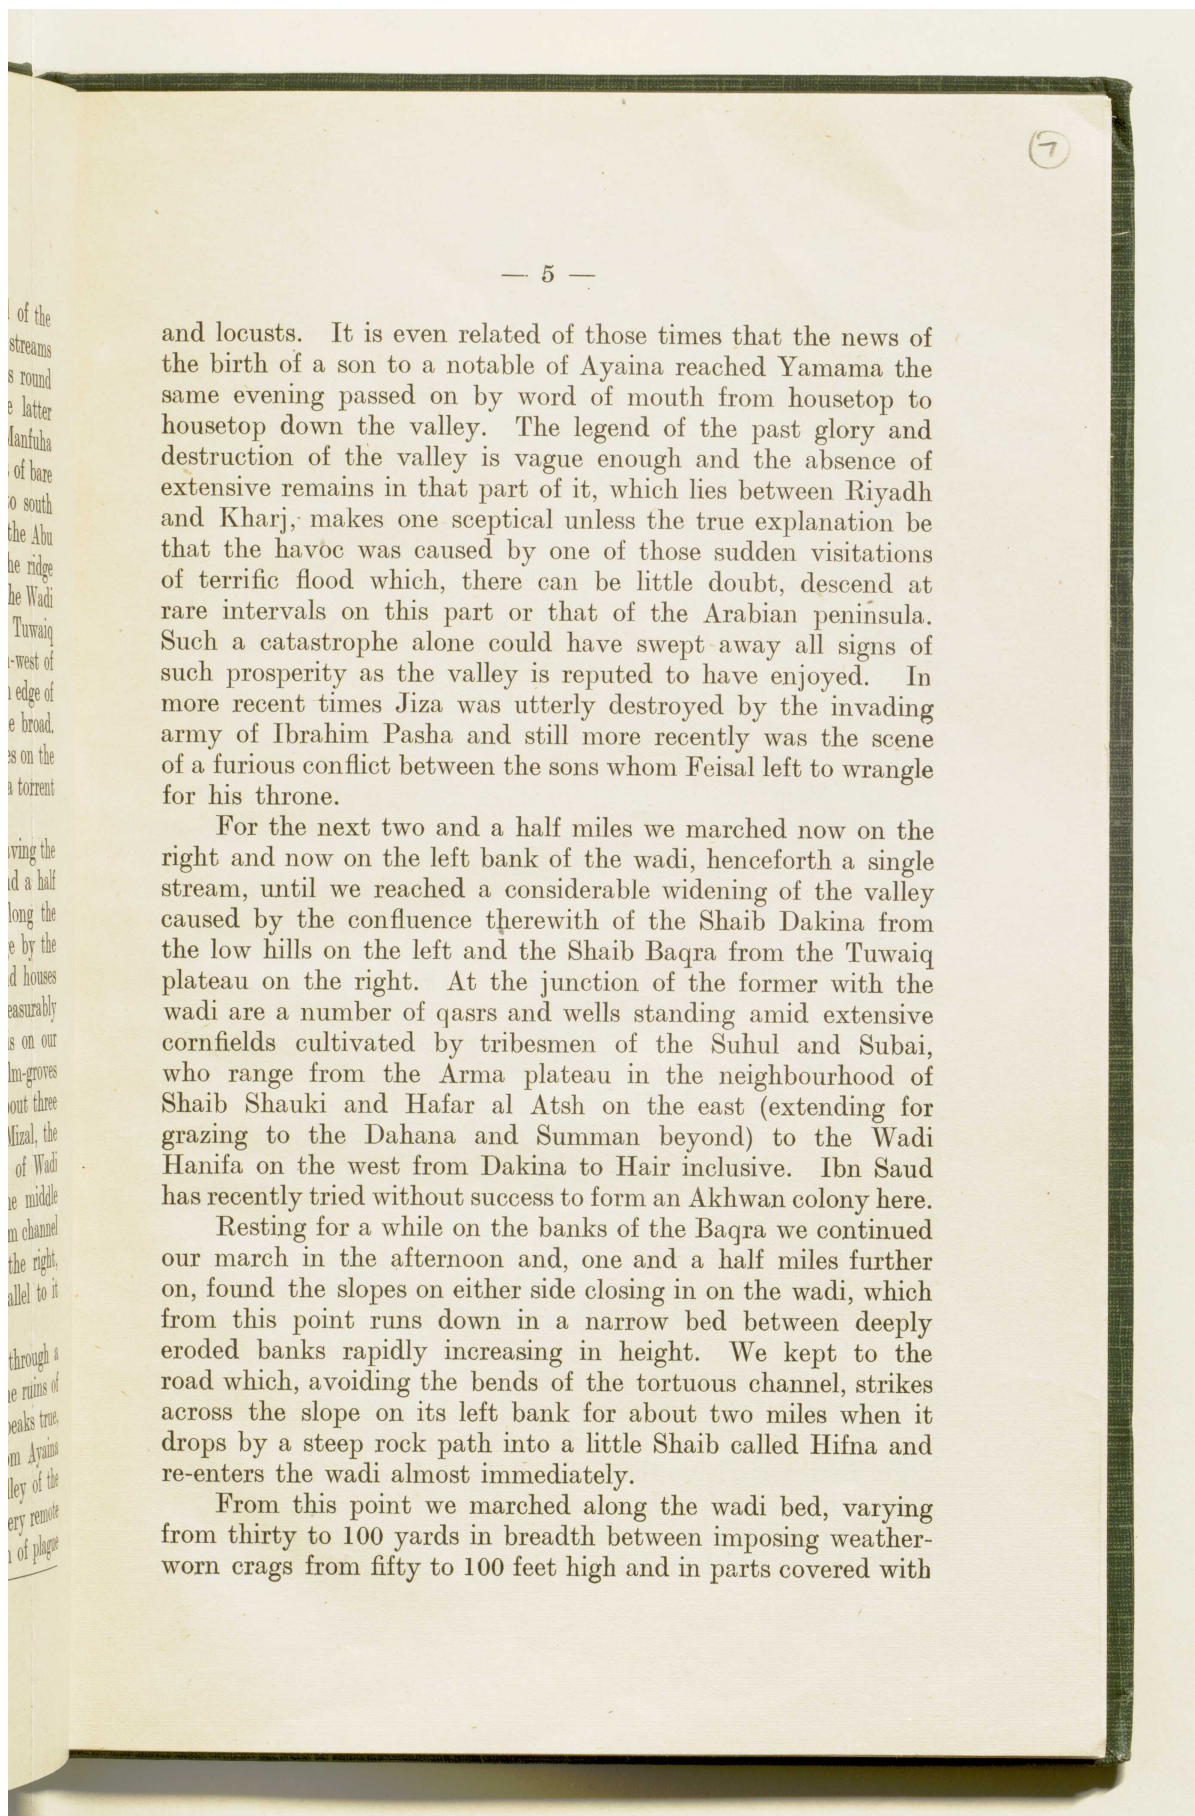 7
— 5 —
and locusts. It is even related of those times that the news of
the birth of a son to a notable of Ayaina reached Yamama the
same evening passed on by word of mouth from housetop to
housetop down the valley. The legend of the past glory and
destruction of the valley is vague enough and the absence of
extensive remains in that part of it, which lies between Riyadh
and Kharj, makes one sceptical unless the true explanation be
that the havoc was caused by one of those sudden visitations
of terrific flood which, there can be little doubt, descend at
rare intervals on this part or that of the Arabian peninsula.
Such a catastrophe alone could have swept away all signs of
such prosperity as the valley is reputed to have enjoyed. In
more recent times Jiza was utterly destroyed by the invading
army of Ibrahim Pasha and still more recently was the scene
of a furious conflict between the sons whom Feisal left to wrangle
for his throne.
For the next two and a half miles we marched now on the
right and now on the left bank of the wadi, henceforth a single
stream, until we reached a considerable widening of the valley
caused by the confluence therewith of the Shaib Dakina from
the low hills on the left and the Shaib Baqra from the Tuwaiq
plateau on the right. At the junction of the former with the
wadi are a number of qasrs and wells standing amid extensive
cornfields cultivated by tribesmen of the Suhul and Subai,
who range from the Arma plateau in the neighbourhood of
Shaib Shauki and Hafar al Atsh on the east (extending for
grazing to the Dahana and Summan beyond) to the Wadi
Hanifa on the west from Dakina to Hair inclusive. Ibn Saud
has recently tried without success to form an Akhwan colony here.
Resting for a while on the banks of the Baqra we continued
our march in the afternoon and, one and a half miles further
on, found the slopes on either side closing in on the wadi, which
from this point runs down in a narrow bed between deeply
eroded banks rapidly increasing in height. We kept to the
road which, avoiding the bends of the tortuous channel, strikes
across the slope on its left bank for about two miles when it
drops by a steep rock path into a little Shaib called Hifna and
re-enters the wadi almost immediately.
From this point we marched along the wadi bed, varying
from thirty to 100 yards in breadth between imposing weather-
worn crags from fifty to 100 feet high and in parts covered with